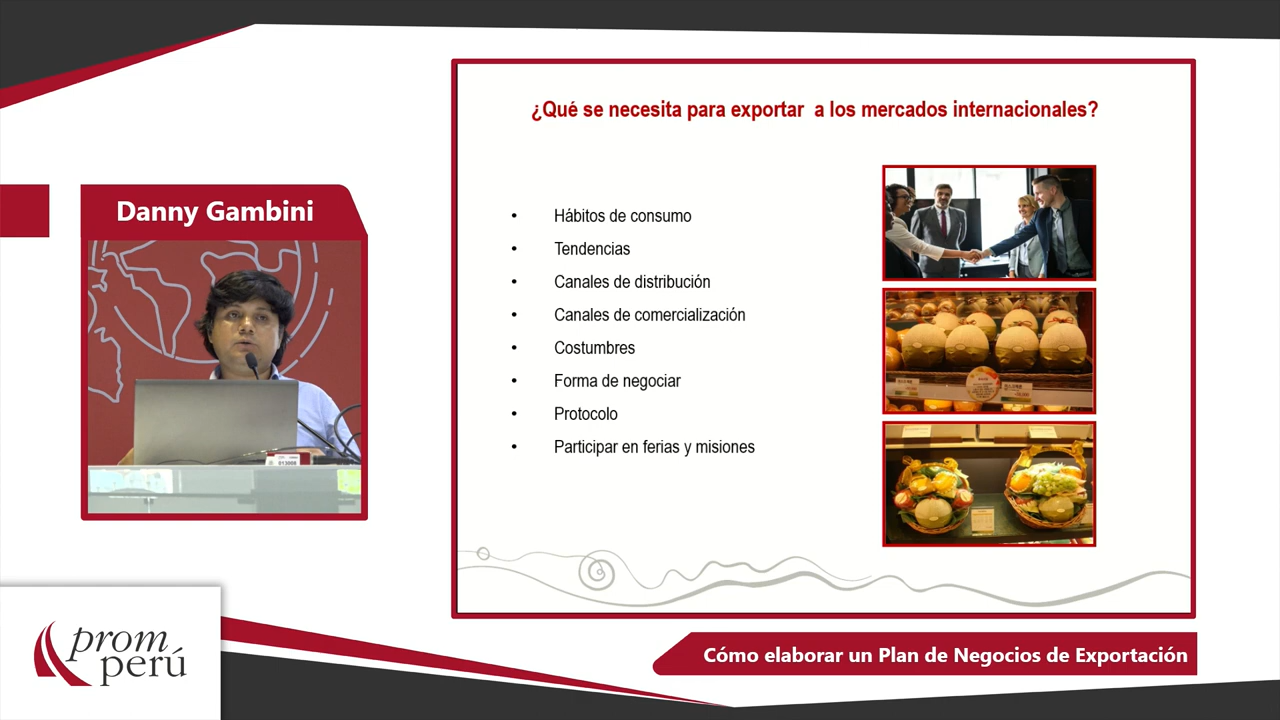 ¿Qué se necesita para exportar a los mercados internacionales?
Danny Gambini
• Hábitos de consumo
• Tendencias
• Canales de distribución
• Canales de comercialización
• Costumbres
• Forma de negociar
• Protocolo
• Participar en ferias y misiones
prom
perú
Cómo elaborar un Plan de Negocios de Exportación